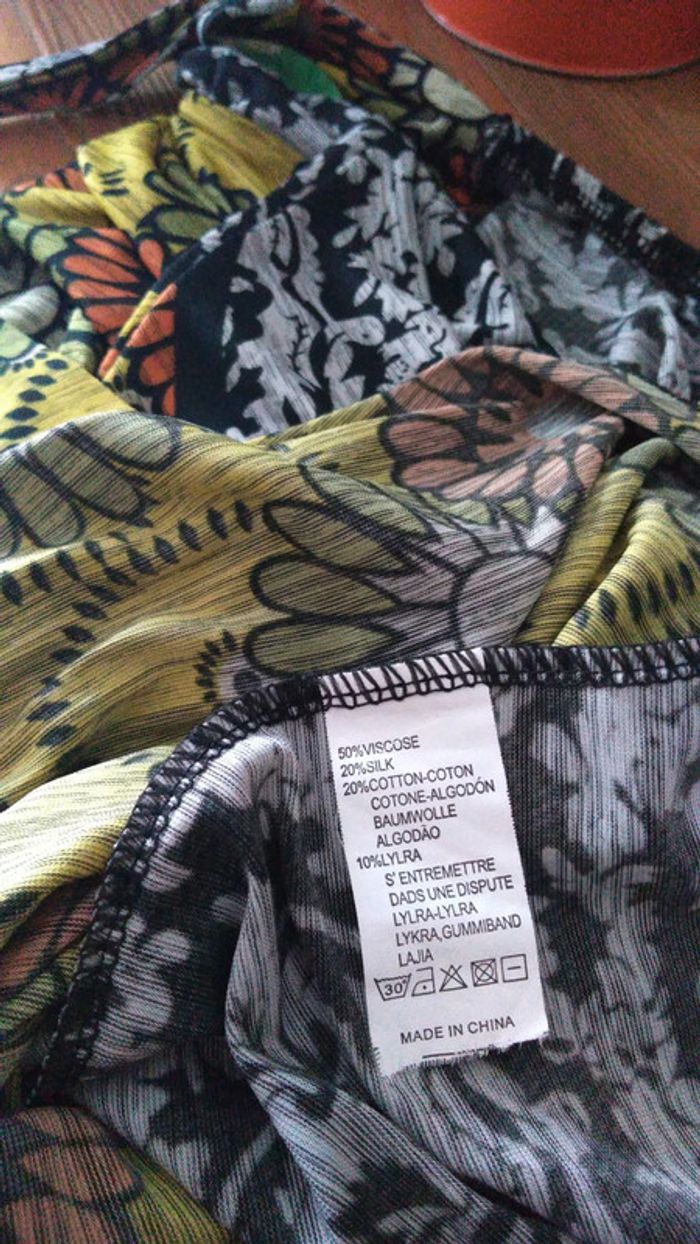 50%VISCOSE
20%SILK
20%COTTON-COTON
COTONE-ALGODÓN
BAUMWOLLE
ALGODÃO
10%LYLRA
S' ENTREMETTRE
DADS UNE DISPUTE
LYLRA-LYLRA
LYKRA,GUMMIBAND
LAJIA
30°
MADE IN CHINA